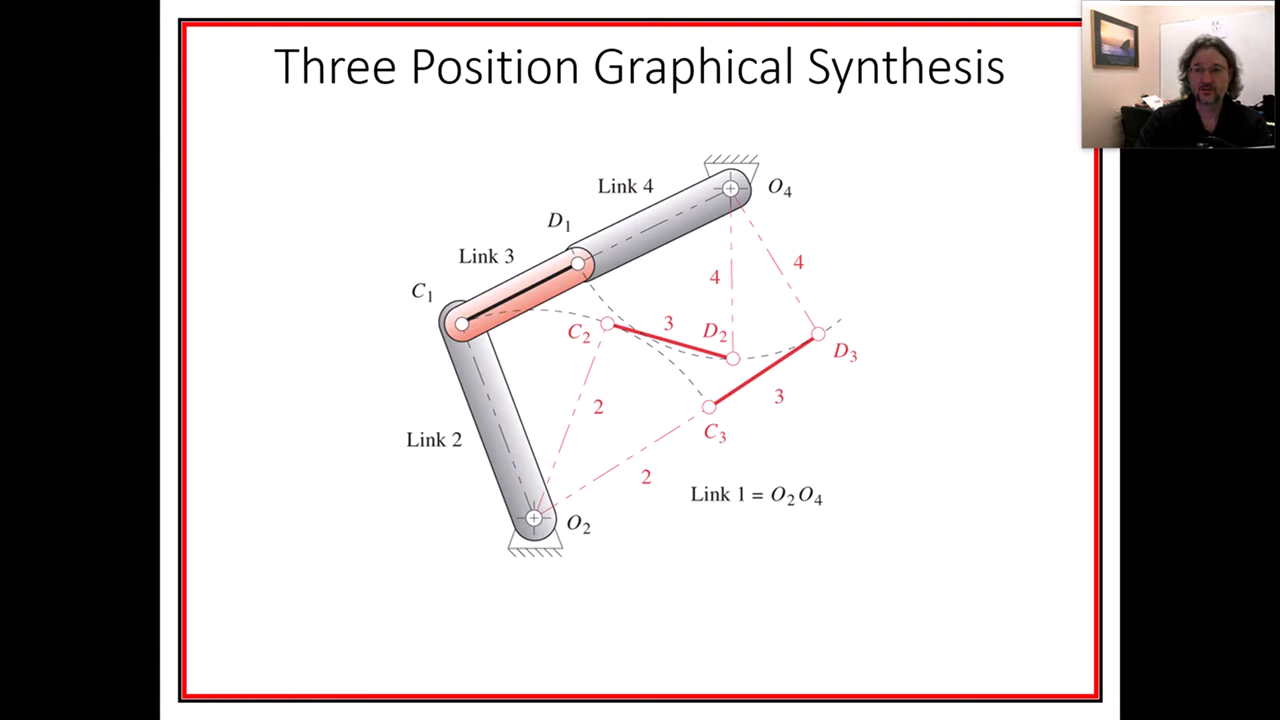 Three Position Graphical Synthesis
Link 4
O4
D1
Link 3
C1
4
4
C2
3
D2
D3
2
3
C3
Link 2
2
Link 1 = O2O4
O2